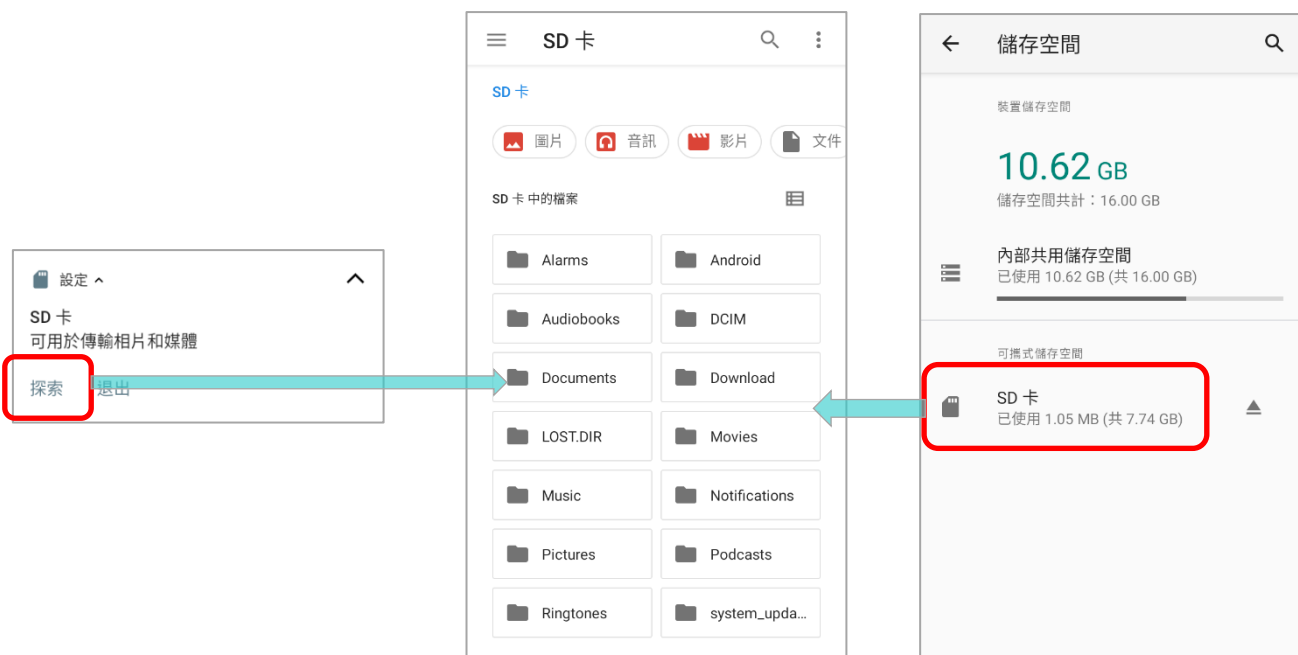 設定
SD 卡
可用於傳輸相片和媒體
探索 退出
SD 卡
SD 卡
圖片 音訊 影片 文件
SD 卡 中的檔案
Alarms Android
Audiobooks DCIM
Documents Download
LOST.DIR Movies
Music Notifications
Pictures Podcasts
Ringtones system_upda...
儲存空間
裝置儲存空間
10.62 GB
儲存空間共計：16.00 GB
內部共用儲存空間
已使用 10.62 GB (共 16.00 GB)
可攜式儲存空間
SD 卡
已使用 1.05 MB (共 7.74 GB)